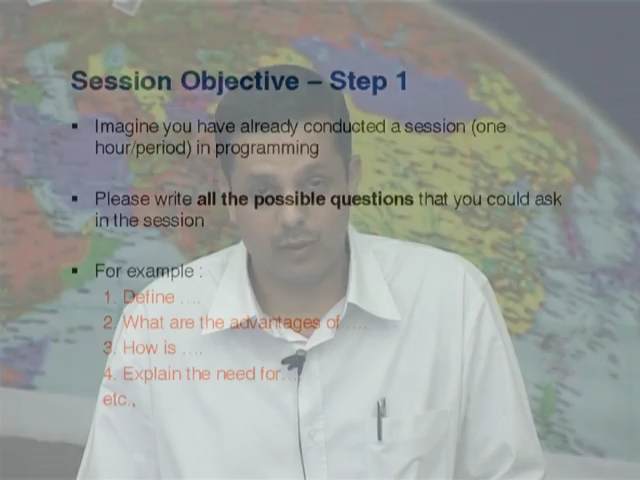 Session Objective – Step 1
▪ Imagine you have already conducted a session (one
hour/period) in programming
▪ Please write all the possible questions that you could ask
in the session
▪ For example :
1. Define ....
2. What are the advantages of ....
3. How is ....
4. Explain the need for...
etc.,